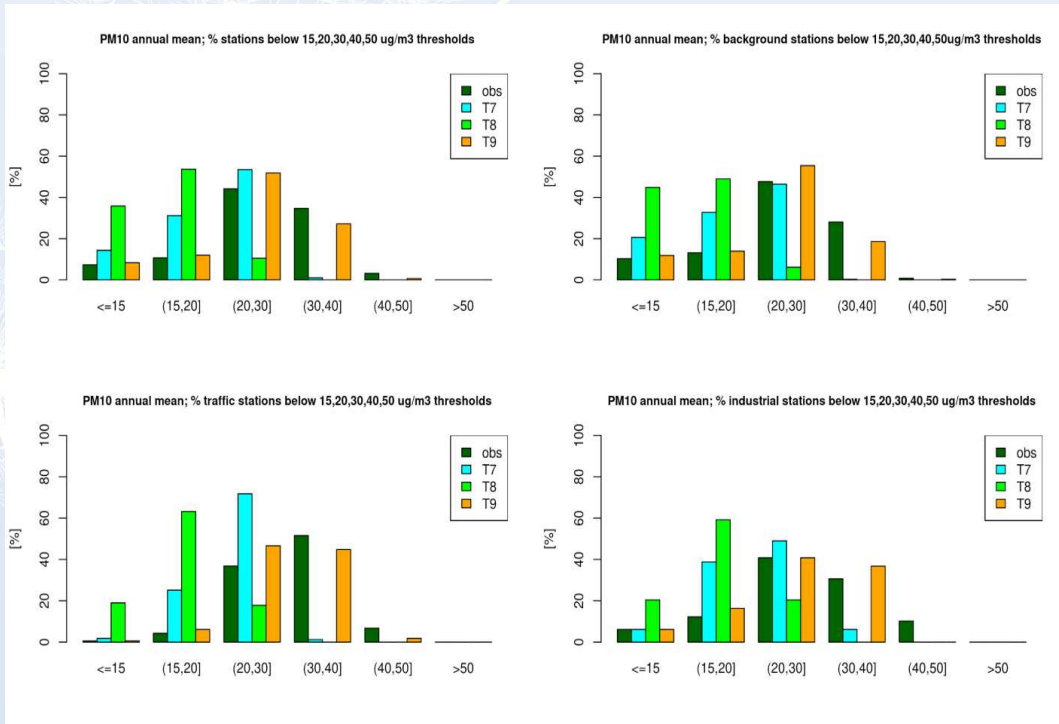 PM10 annual mean; % stations below 15,20,30,40,50 ug/m3 thresholds
[%]
0 20 40 60 80 100
obs
T7
T8
T9
<=15 (15,20] (20,30] (30,40] (40,50] >50
PM10 annual mean; % background stations below 15,20,30,40,50ug/m3 thresholds
[%]
0 20 40 60 80 100
obs
T7
T8
T9
<=15 (15,20] (20,30] (30,40] (40,50] >50
PM10 annual mean; % traffic stations below 15,20,30,40,50 ug/m3 thresholds
[%]
0 20 40 60 80 100
obs
T7
T8
T9
<=15 (15,20] (20,30] (30,40] (40,50] >50
PM10 annual mean; % industrial stations below 15,20,30,40,50 ug/m3 thresholds
[%]
0 20 40 60 80 100
obs
T7
T8
T9
<=15 (15,20] (20,30] (30,40] (40,50] >50